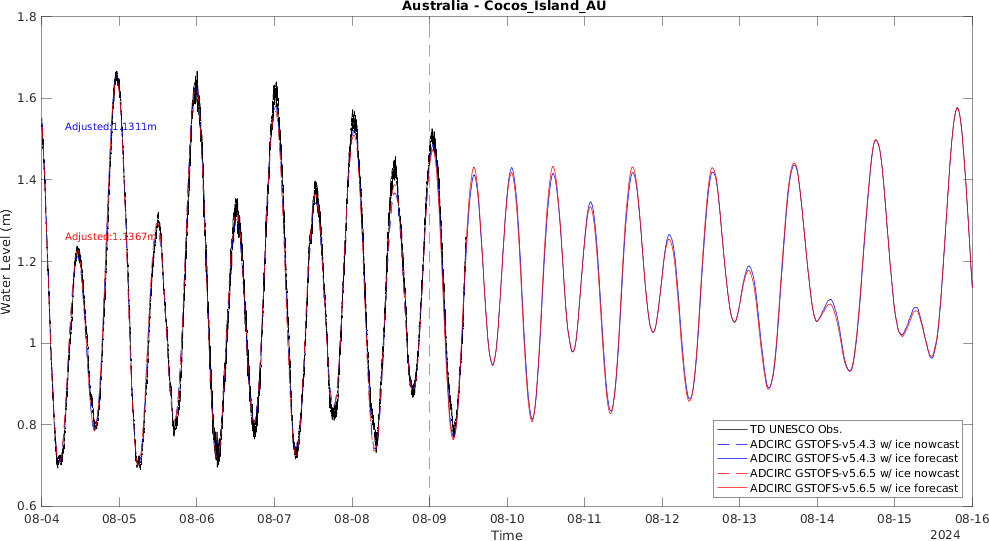 Australia - Cocos_Island_AU
1.8
1.6
1.4
1.2
1
0.8
0.6
Water Level (m)
Adjusted:1.1311m
Adjusted:1.1367m
TD UNESCO Obs.
ADCIRC GSTOFS-v5.4.3 w/ ice nowcast
ADCIRC GSTOFS-v5.4.3 w/ ice forecast
ADCIRC GSTOFS-v5.6.5 w/ ice nowcast
ADCIRC GSTOFS-v5.6.5 w/ ice forecast
08-04 08-05 08-06 08-07 08-08 08-09 08-10 08-11 08-12 08-13 08-14 08-15 08-16
Time
2024